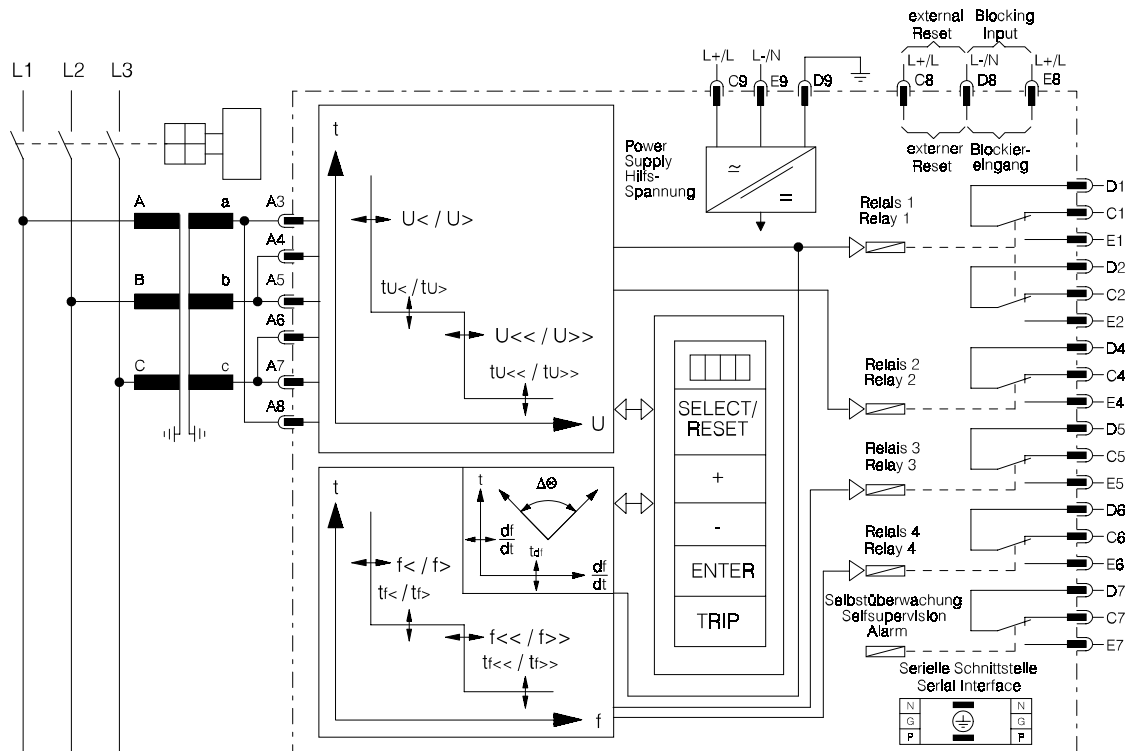 L1
L2
L3
A
a
B
b
C
c
A3
A4
A5
A6
A7
A8
t
U< / U>
tU< / tU>
U<< / U>>
tU<< / tU>>
U
t
f< / f>
tf< / tf>
f<< / f>>
tf<< / tf>>
f
t
ΔΘ
df
dt
tdf
df
dt
Power
Supply
Hilfs-
Spannung
L+/L
L-/N
C9
E9
D9
≃
=
external
Reset
Blocking
Input
L+/L
L-/N
L+/L
C8
D8
E8
externer
Reset
Blockier-
eingang
SELECT/
RESET
+
-
ENTER
TRIP
Relais 1
Relay 1
Relais 2
Relay 2
Relais 3
Relay 3
Relais 4
Relay 4
Selbstüberwachung
Selfsupervision
Alarm
D1
C1
E1
D2
C2
E2
D4
C4
E4
D5
C5
E5
D6
C6
E6
D7
C7
E7
Serielle Schnittstelle
Serial Interface
N
G
P
N
G
P